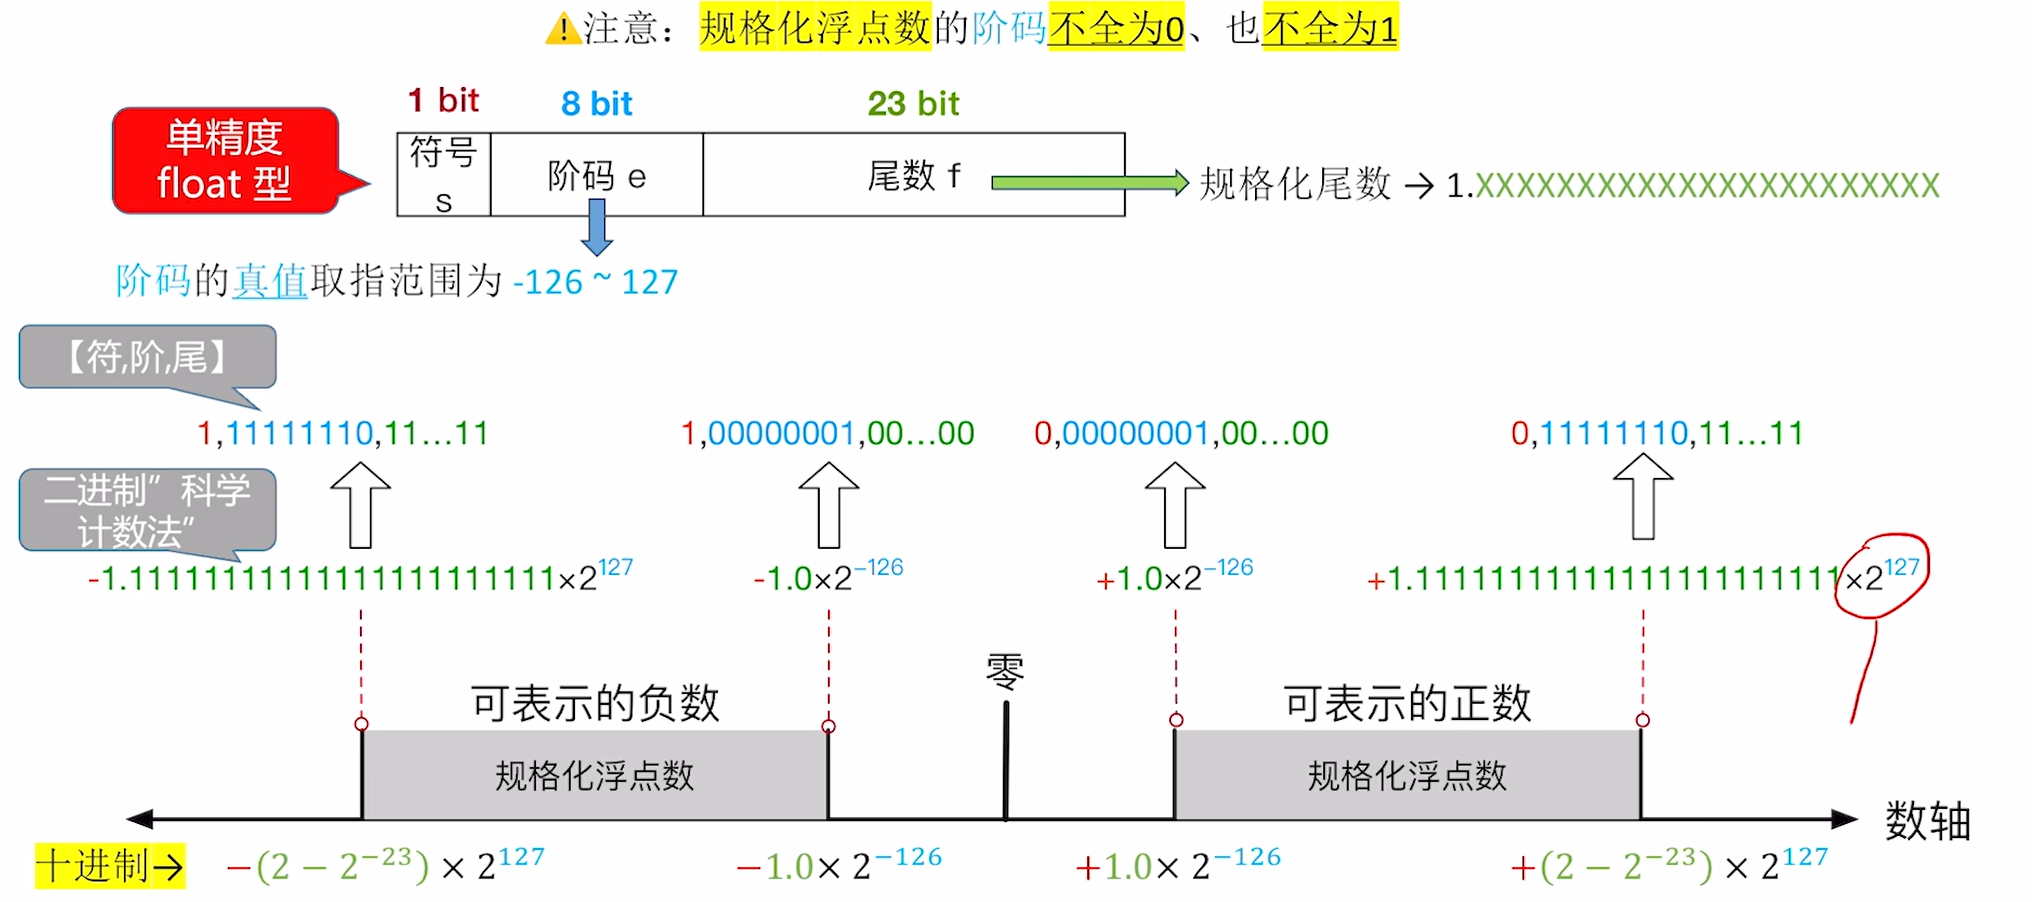 注意：规格化浮点数的阶码不全为0、也不全为1
1 bit 8 bit 23 bit
单精度
float 型
符号
s
阶码 e
尾数 f
规格化尾数 → 1.XXXXXXXXXXXXXXXXXXXXXXX
阶码的真值取指范围为 -126 ~ 127
【符,阶,尾】
1,11111110,11...11 1,00000001,00...00 0,00000001,00...00 0,11111110,11...11
二进制”科学
计数法”
-1.11111111111111111111111×2^127 -1.0×2^−126 +1.0×2^−126 +1.11111111111111111111111×2^127
零
可表示的负数 可表示的正数
规格化浮点数 规格化浮点数
数轴
十进制→ −(2 − 2^−23) × 2^127 −1.0× 2^−126 +1.0× 2^−126 +(2 − 2^−23) × 2^127